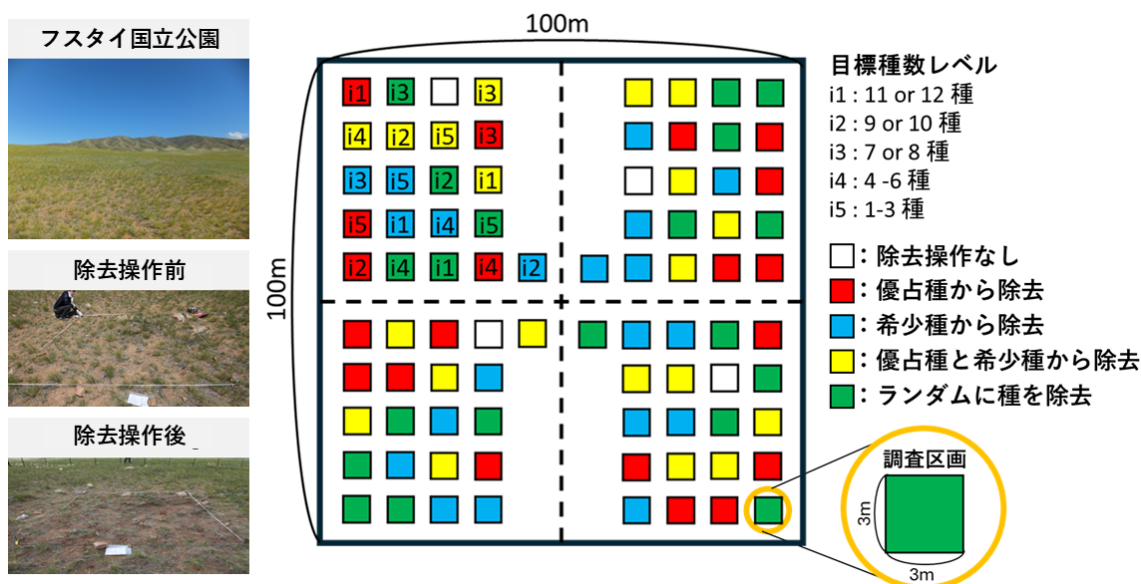 フスタイ国立公園
除去操作前
除去操作後
100m
100m
i1 i3 i3
i4 i2 i5 i3
i3 i5 i2 i1
i5 i1 i4 i5
i2 i4 i1 i4 i2
目標種数レベル
i1 : 11 or 12 種
i2 : 9 or 10 種
i3 : 7 or 8 種
i4 : 4 -6 種
i5 : 1-3 種
：除去操作なし
：優占種から除去
：希少種から除去
：優占種と希少種から除去
：ランダムに種を除去
調査区画
3m
3m